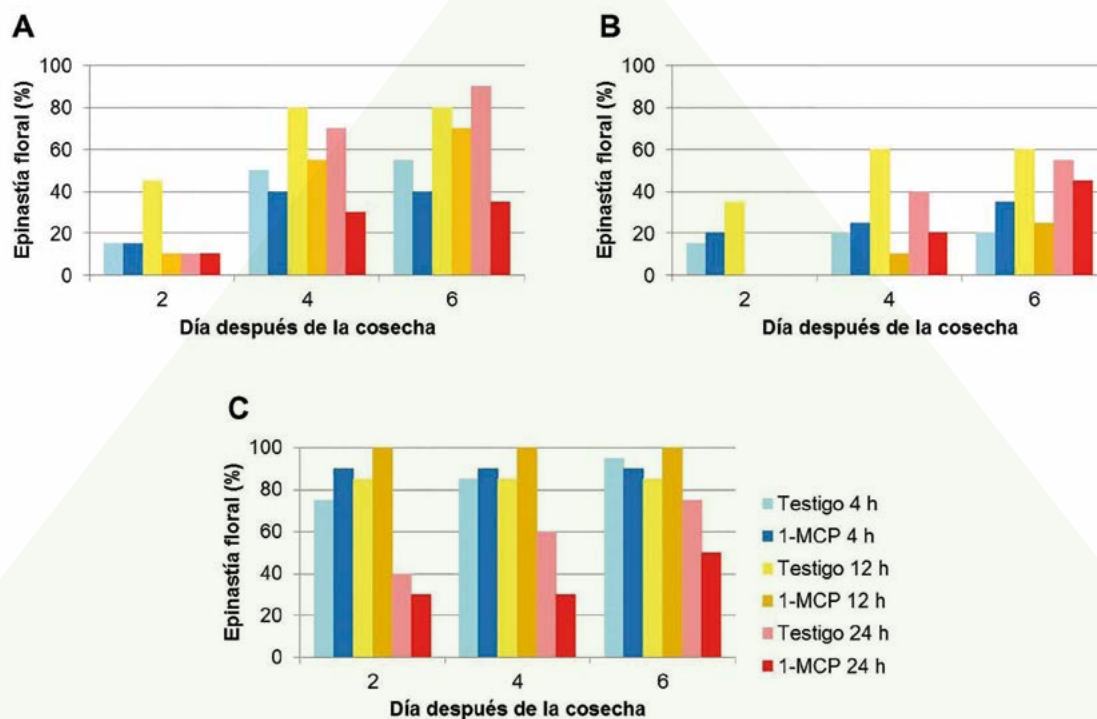 A
Epinastía floral (%)
100
80
60
40
20
0
2 4 6
Día después de la cosecha
B
Epinastía floral (%)
100
80
60
40
20
0
2 4 6
Día después de la cosecha
C
Epinastía floral (%)
100
80
60
40
20
0
2 4 6
Día después de la cosecha
Testigo 4 h
1-MCP 4 h
Testigo 12 h
1-MCP 12 h
Testigo 24 h
1-MCP 24 h